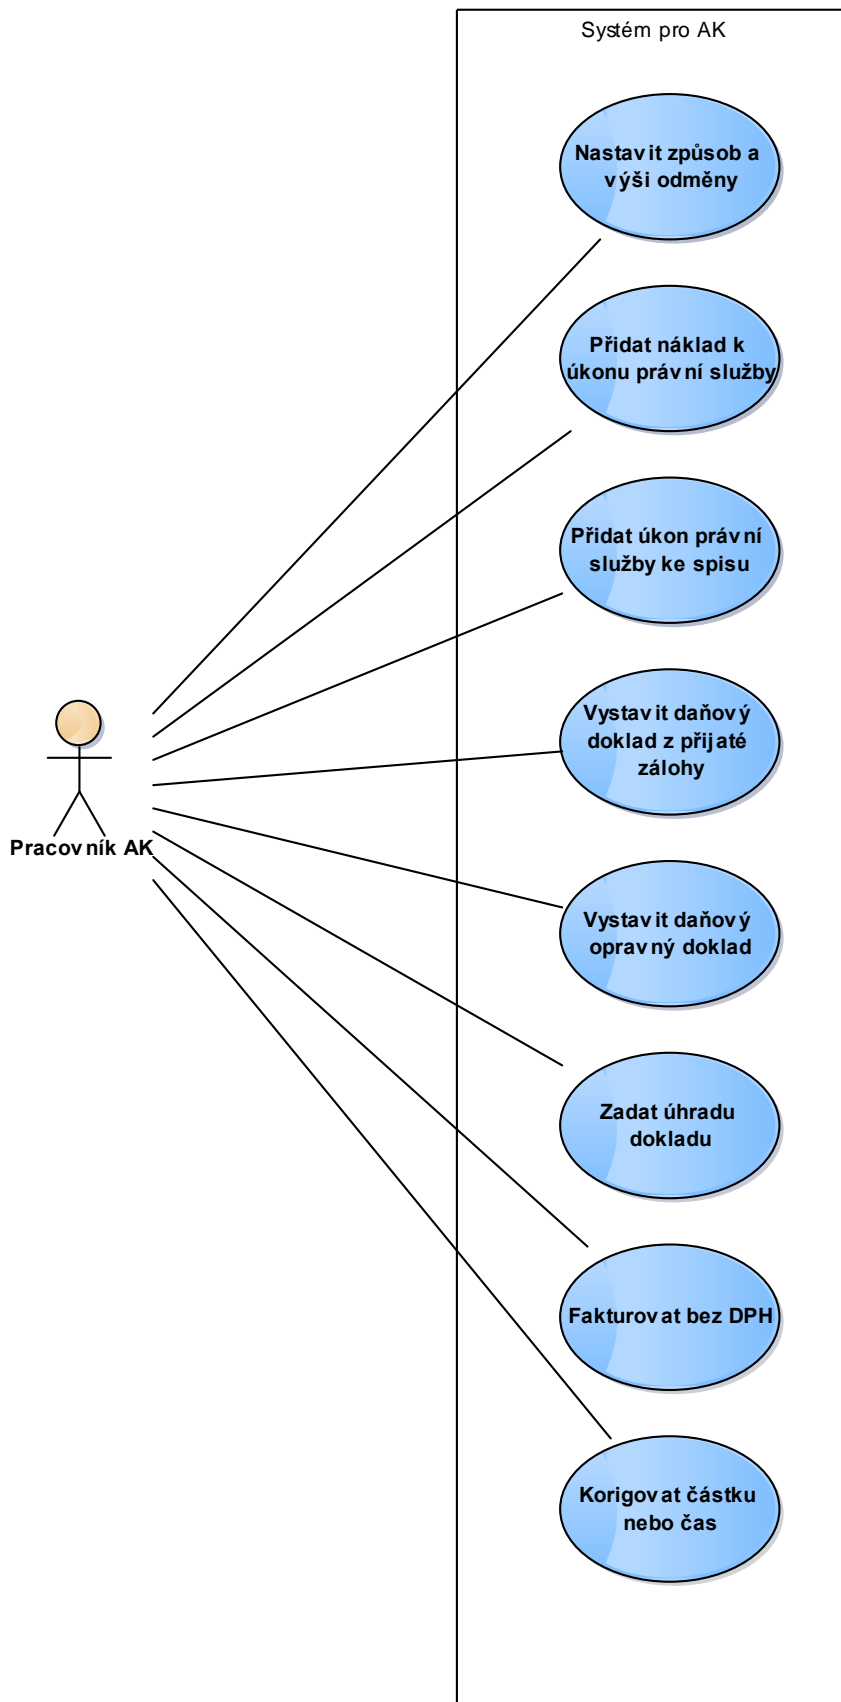 Systém pro AK
Nastavit způsob a
výši odměny
Přidat náklad k
úkonu právní služby
Přidat úkon právní
služby ke spisu
Vystavit daňový
doklad z přijaté
zálohy
Pracovník AK
Vystavit daňový
opravný doklad
Zadat úhradu
dokladu
Fakturovat bez DPH
Korigovat částku
nebo čas